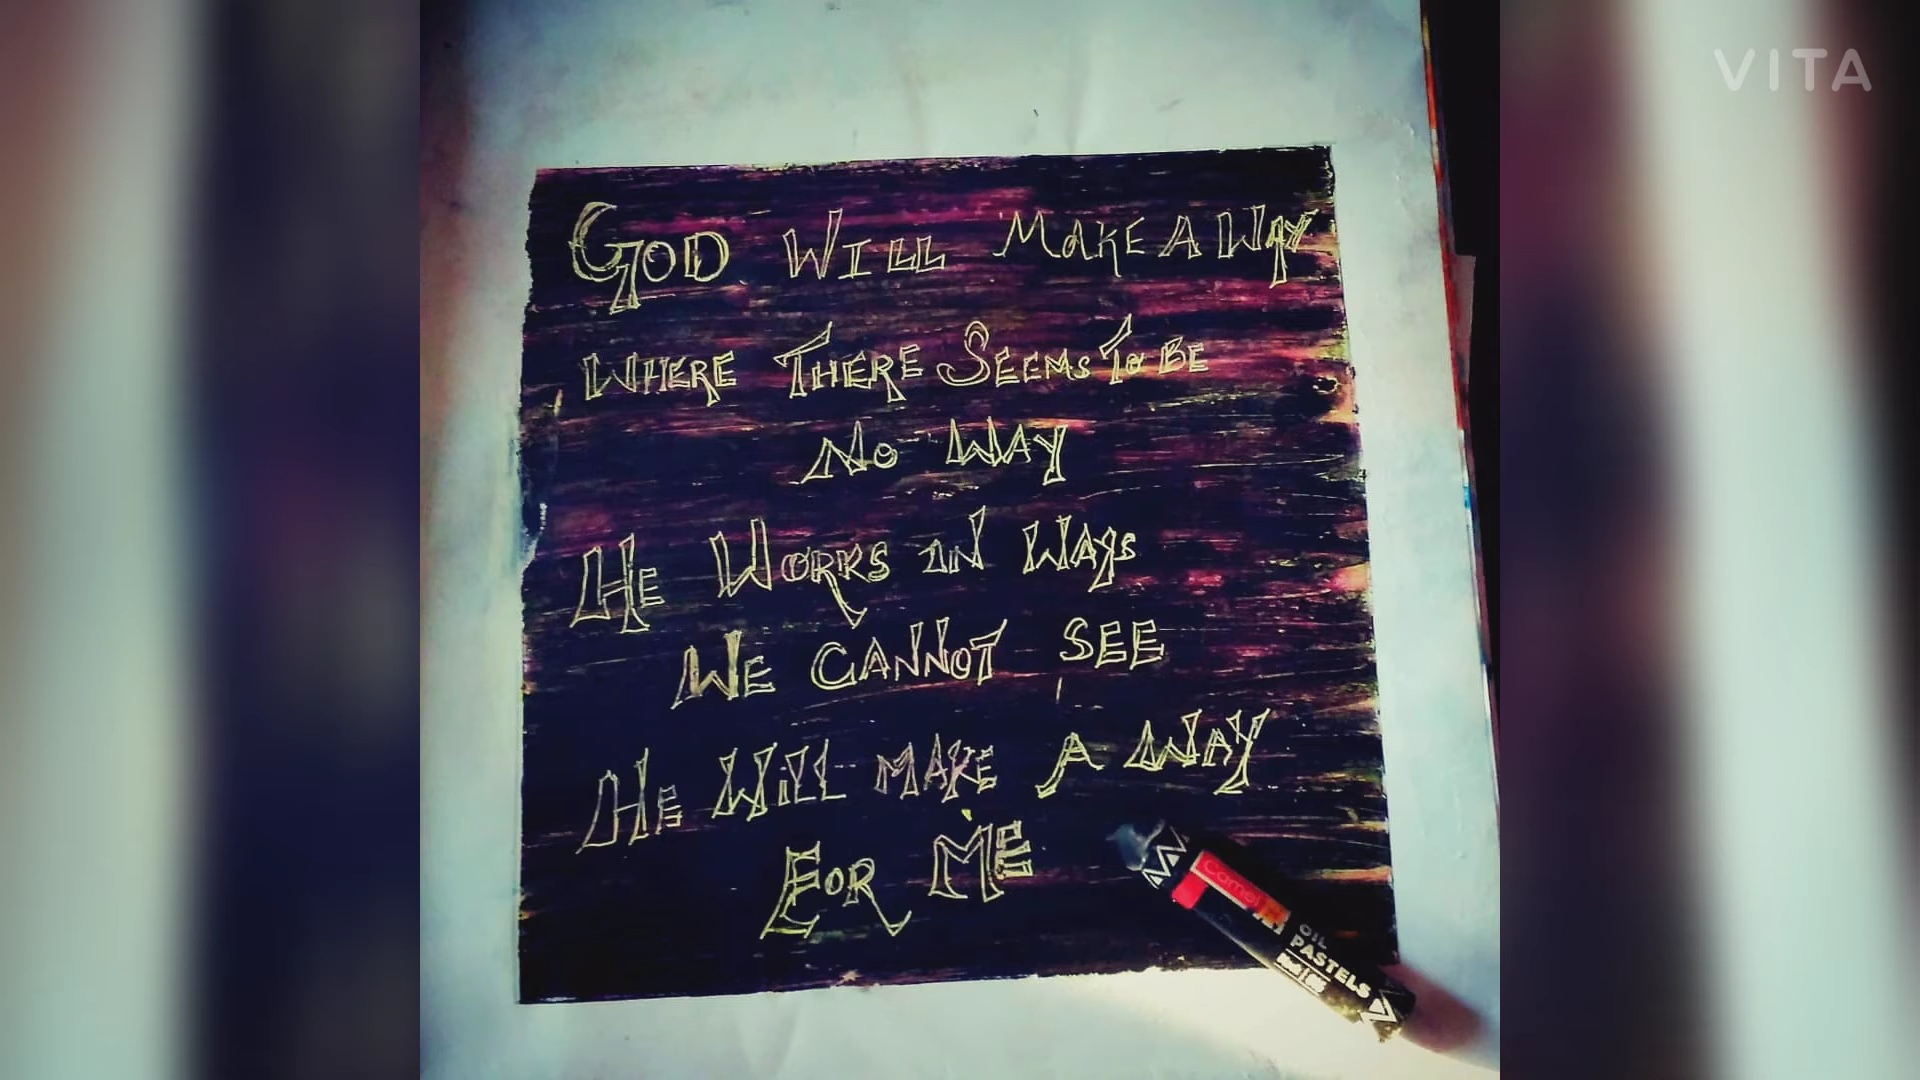 VITA
GOD WILL MAKE A WAY
WHERE THERE SEEMS TO BE
NO WAY
HE WORKS IN WAYS
WE CANNOT SEE
HE WiLL MAKE A WAY
FOR ME
Camel
OIL
PASTELS